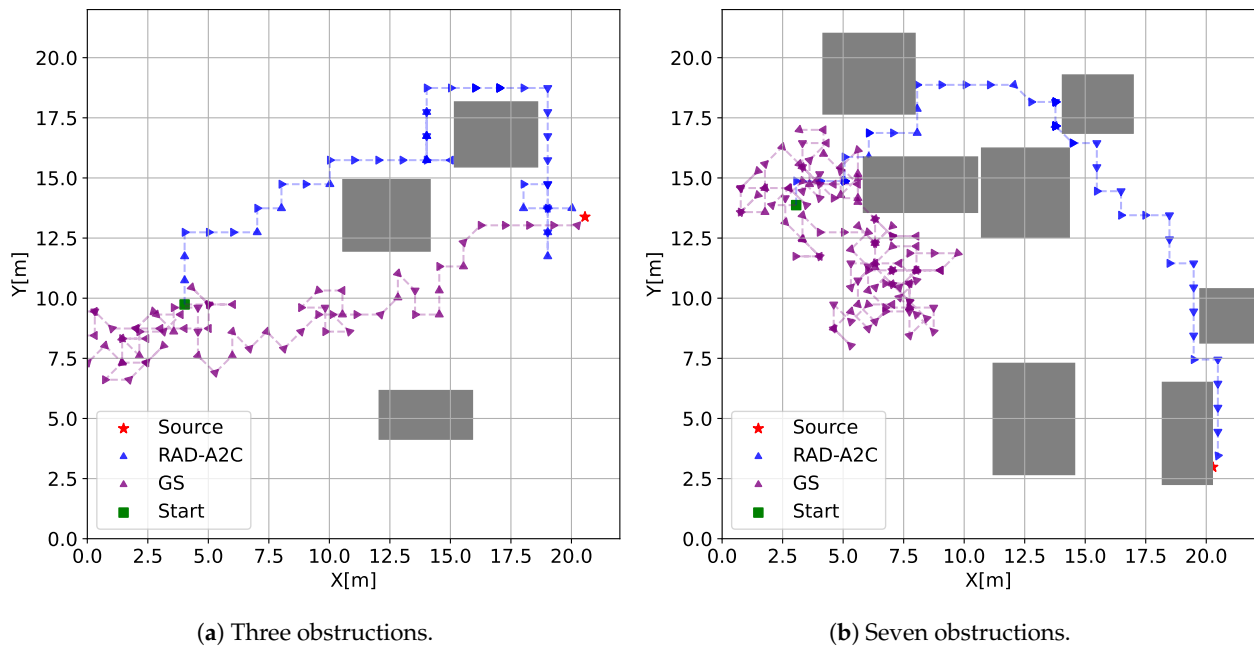 20.0
17.5
15.0
12.5
10.0
7.5
5.0
2.5
0.0
Y[m]
Source
RAD-A2C
GS
Start
0.0 2.5 5.0 7.5 10.0 12.5 15.0 17.5 20.0
X[m]
(a) Three obstructions.
20.0
17.5
15.0
12.5
10.0
7.5
5.0
2.5
0.0
Y[m]
Source
RAD-A2C
GS
Start
0.0 2.5 5.0 7.5 10.0 12.5 15.0 17.5 20.0
X[m]
(b) Seven obstructions.